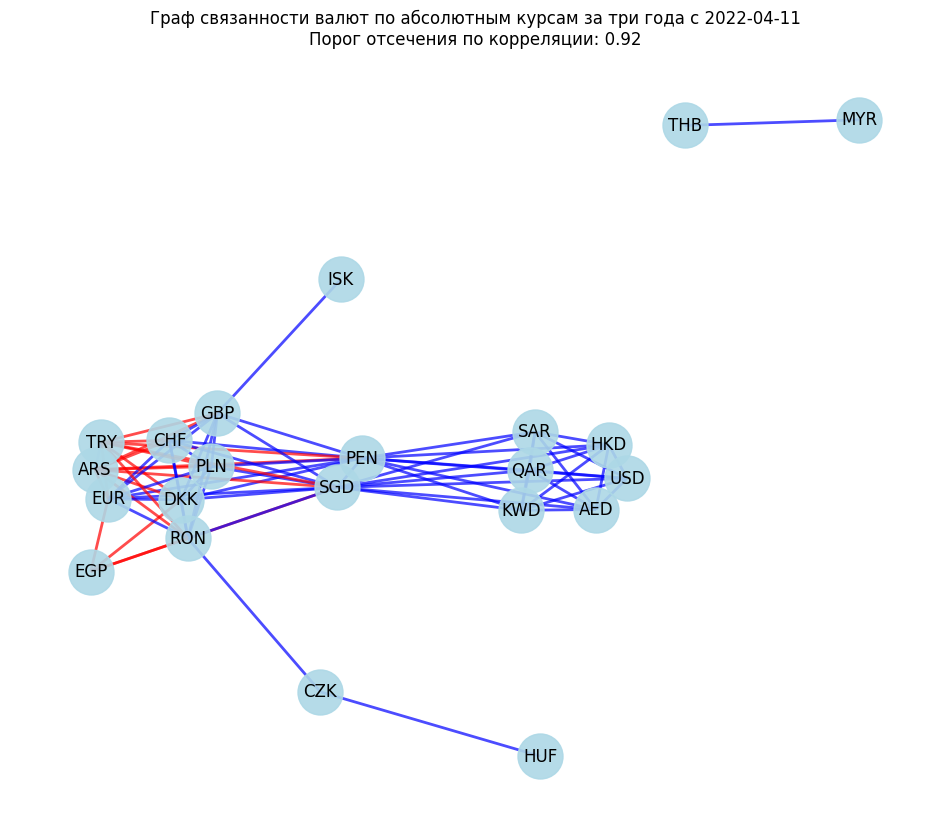 Граф связанности валют по абсолютным курсам за три года с 2022-04-11
Порог отсечения по корреляции: 0.92
THB
MYR
ISK
GBP
TRY
CHF
SAR
HKD
ARS
PLN
PEN
QAR
USD
EUR
DKK
SGD
KWD
AED
RON
EGP
CZK
HUF